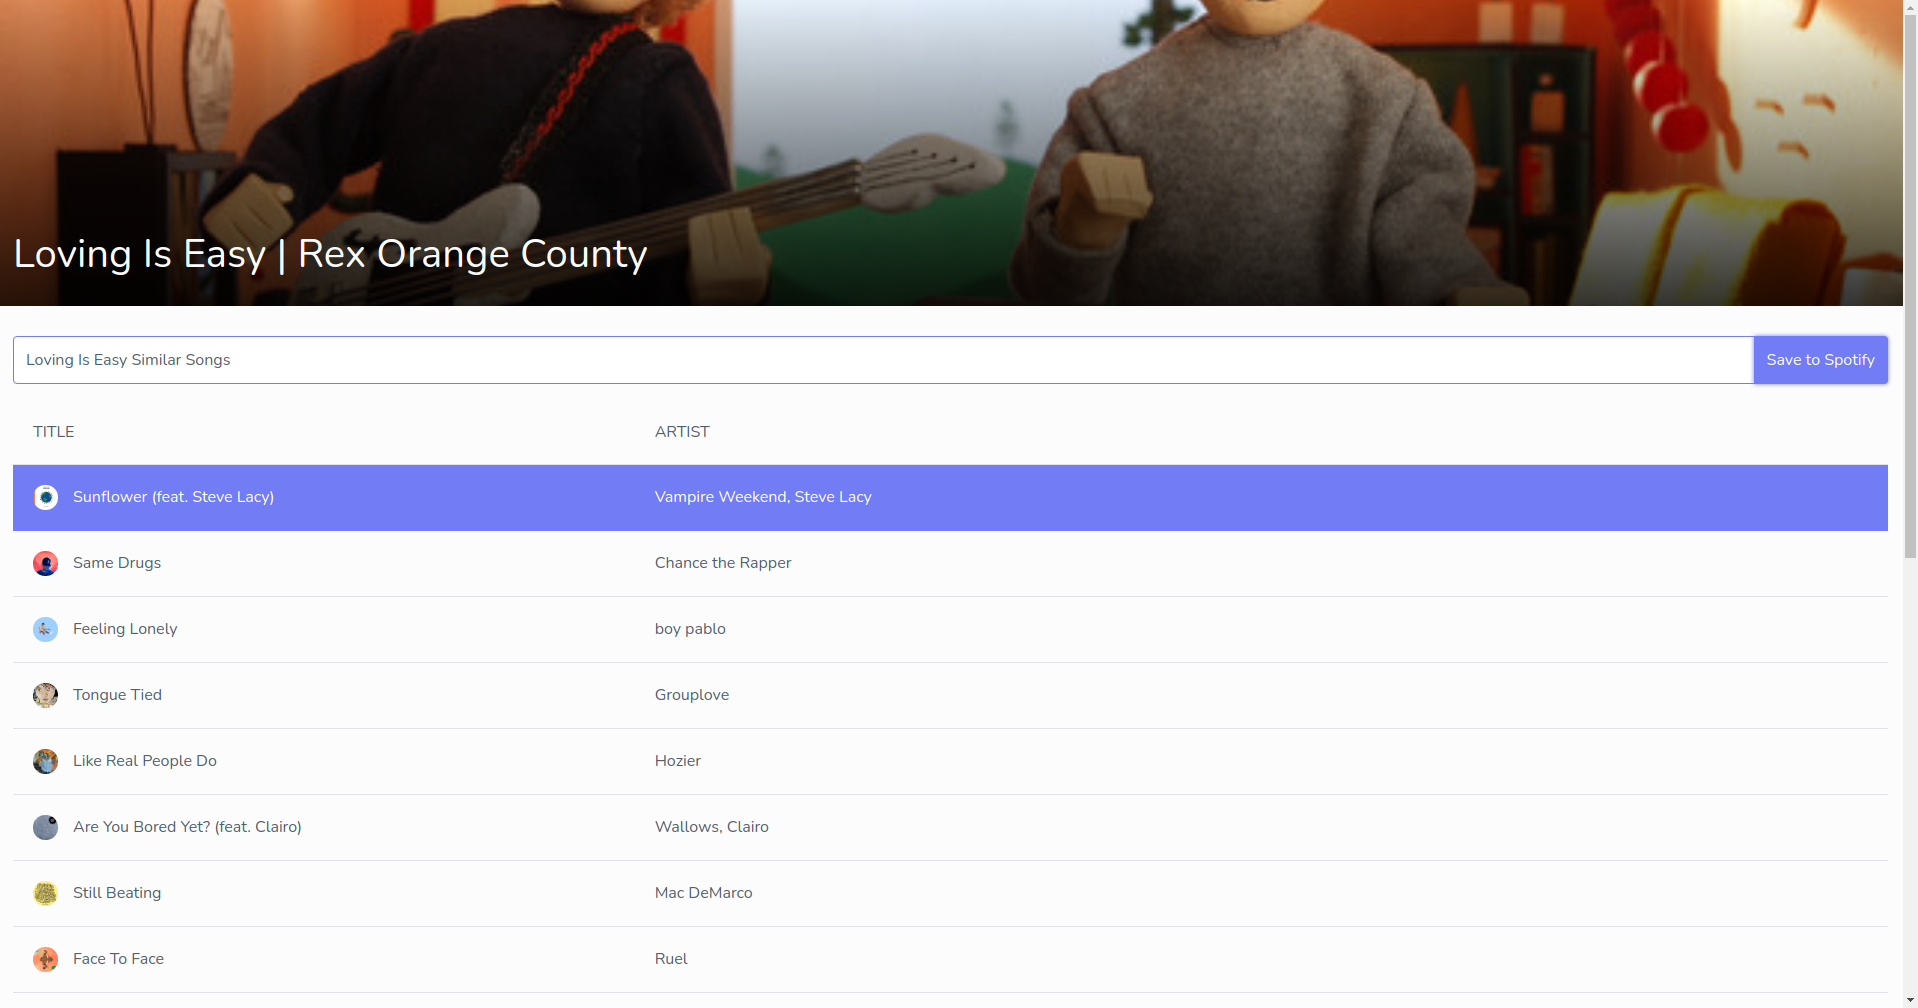 Loving Is Easy | Rex Orange County
Loving Is Easy Similar Songs
Save to Spotify
TITLE ARTIST
Sunflower (feat. Steve Lacy) Vampire Weekend, Steve Lacy
Same Drugs Chance the Rapper
Feeling Lonely boy pablo
Tongue Tied Grouplove
Like Real People Do Hozier
Are You Bored Yet? (feat. Clairo) Wallows, Clairo
Still Beating Mac DeMarco
Face To Face Ruel